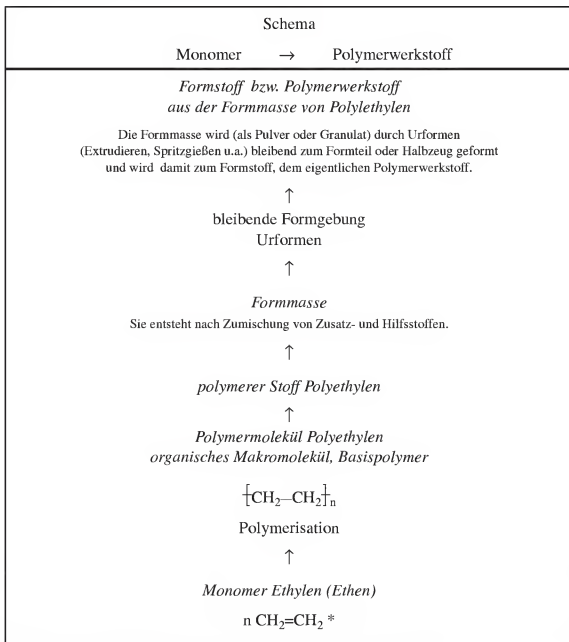 Schema
Monomer → Polymerwerkstoff
Formstoff bzw. Polymerwerkstoff
aus der Formmasse von Polylethylen
Die Formmasse wird (als Pulver oder Granulat) durch Urformen
(Extrudieren, Spritzgießen u.a.) bleibend zum Formteil oder Halbzeug geformt
und wird damit zum Formstoff, dem eigentlichen Polymerwerkstoff.
↑
bleibende Formgebung
Urformen
↑
Formmasse
Sie entsteht nach Zumischung von Zusatz- und Hilfsstoffen.
↑
polymerer Stoff Polyethylen
↑
Polymermolekül Polyethylen
organisches Makromolekül, Basispolymer
[CH₂—CH₂]ₙ
Polymerisation
↑
Monomer Ethylen (Ethen)
n CH₂=CH₂ *